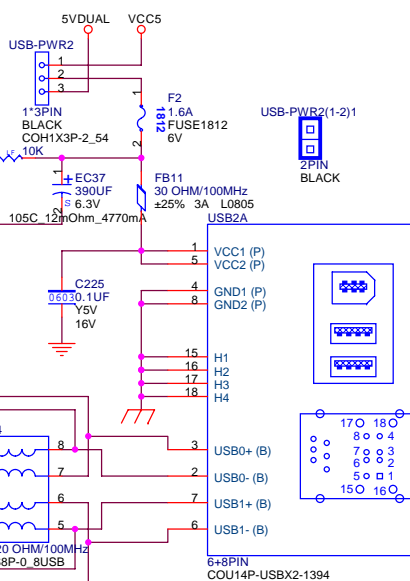 5VDUAL VCC5
USB-PWR2
1
2
3
1*3PIN
BLACK
COH1X3P-2_54
1
F2
1.6A
1812
FUSE1812
6V
2
USB-PWR2(1-2)1
2PIN
BLACK
10K
1
EC37
390UF
S 6.3V
2
105C_12mOhm_4770mA
FB11
30 OHM/100MHz
±25% 3A L0805
USB2A
1 VCC1 (P)
5 VCC2 (P)
4 GND1 (P)
8 GND2 (P)
C225
0603 0.1UF
Y5V
16V
15 H1
16 H2
17 H3
18 H4
3 USB0+ (B)
2 USB0- (B)
7 USB1+ (B)
6 USB1- (B)
8
7
6
5
20 OHM/100MHz
8P-0_8USB
17 18
8 4
7 3
6 2
5 1
15 16
6+8PIN
COU14P-USBX2-1394